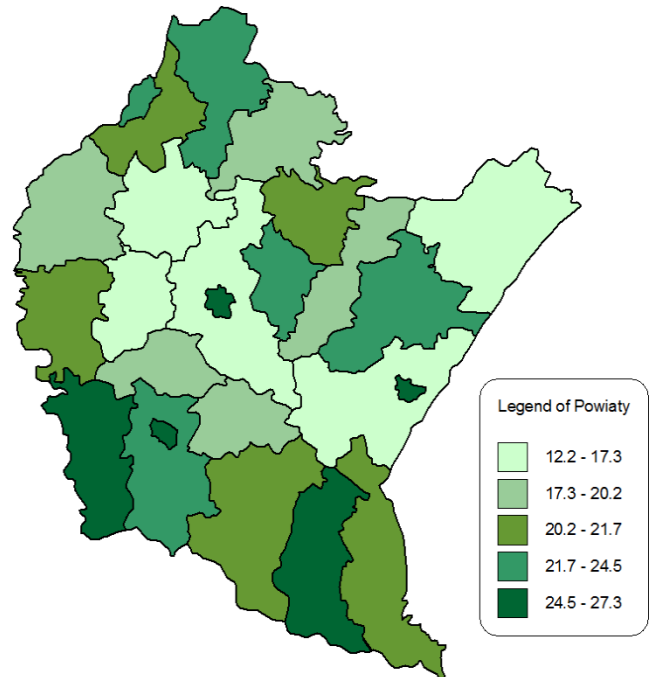 Legend of Powiaty
12.2 - 17.3
17.3 - 20.2
20.2 - 21.7
21.7 - 24.5
24.5 - 27.3